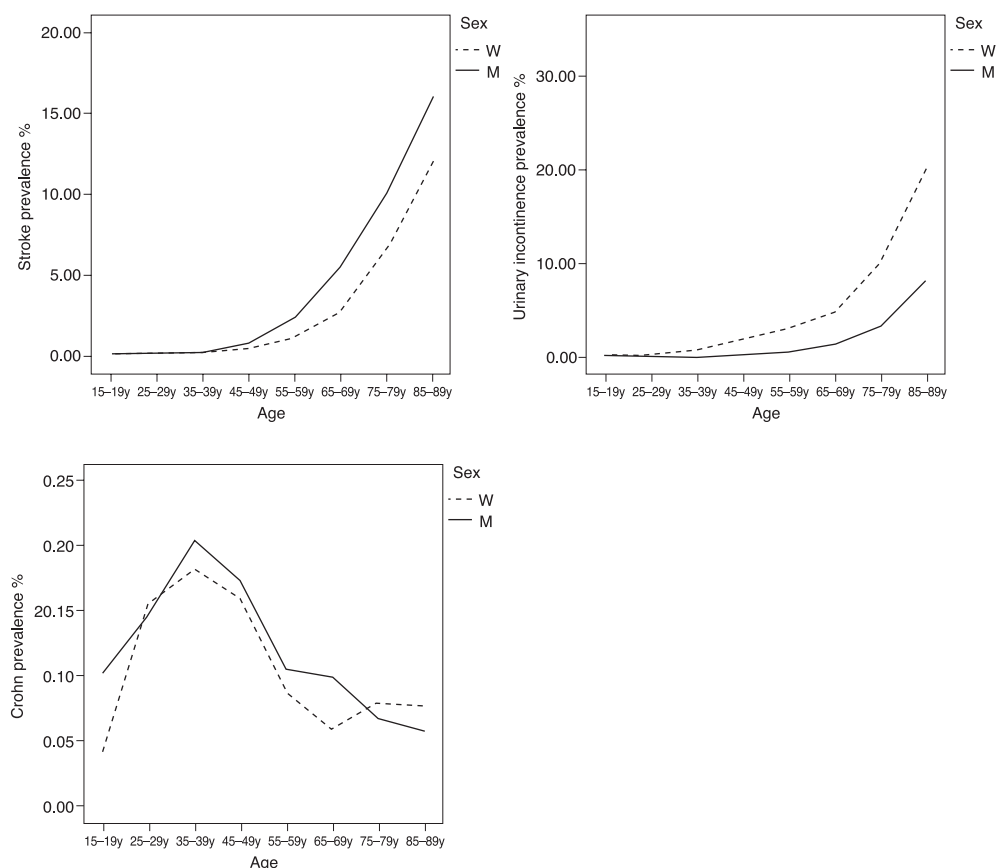 Sex
W
M
20.00
15.00
10.00
5.00
0.00
Stroke prevalence %
15–19y 25–29y 35–39y 45–49y 55–59y 65–69y 75–79y 85–89y
Age
Sex
W
M
30.00
20.00
10.00
0.00
Urinary incontinence prevalence %
15–19y 25–29y 35–39y 45–49y 55–59y 65–69y 75–79y 85–89y
Age
Sex
W
M
0.25
0.20
20.15
0.10
0.05
0.00
Crohn prevalence %
15–19y 25–29y 35–39y 45–49y 55–59y 65–69y 75–79y 85–89y
Age